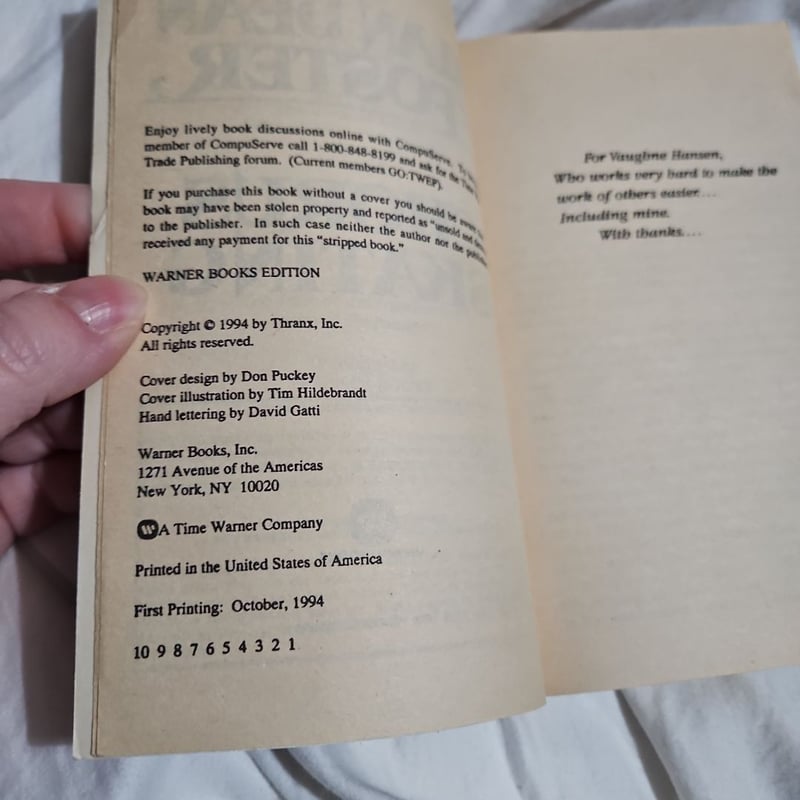 Enjoy lively book discussions online with CompuServe. To
member of CompuServe call 1-800-848-8199 and ask for the Time
Trade Publishing forum. (Current members GO:TWEP).
If you purchase this book without a cover you should be aware
book may have been stolen property and reported as "unsold and
to the publisher. In such case neither the author nor the
received any payment for this "stripped book."
WARNER BOOKS EDITION
Copyright © 1994 by Thranx, Inc.
All rights reserved.
Cover design by Don Puckey
Cover illustration by Tim Hildebrandt
Hand lettering by David Gatti
Warner Books, Inc.
1271 Avenue of the Americas
New York, NY 10020
W A Time Warner Company
Printed in the United States of America
First Printing: October, 1994
10 9 8 7 6 5 4 3 2 1
For Vaughne Hansen,
Who works very hard to make the
work of others easier....
Including mine.
With thanks....